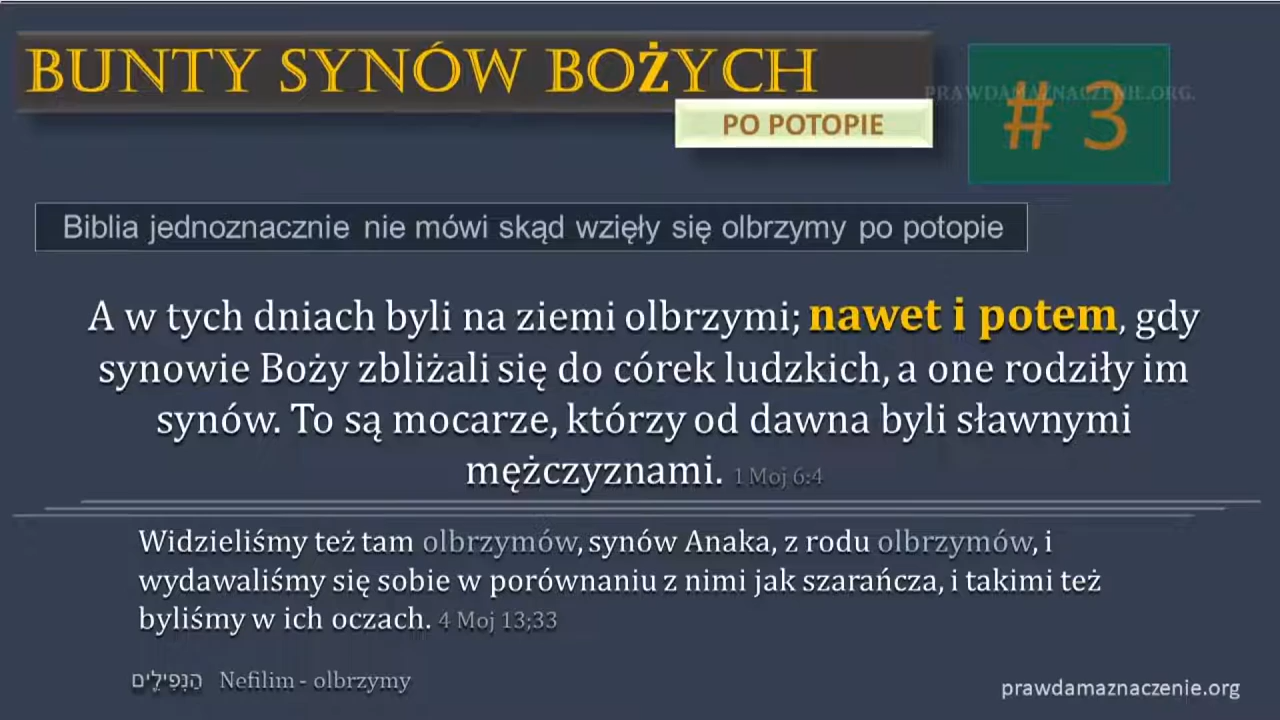 BUNTY SYNÓW BOŻYCH
PRAWDAMAZNACZENIE.ORG.
# 3
PO POTOPIE
Biblia jednoznacznie nie mówi skąd wzięły się olbrzymy po potopie
A w tych dniach byli na ziemi olbrzymi; nawet i potem, gdy
synowie Boży zbliżali się do córek ludzkich, a one rodziły im
synów. To są mocarze, którzy od dawna byli sławnymi
mężczyznami. 1 Moj 6:4
Widzieliśmy też tam olbrzymów, synów Anaka, z rodu olbrzymów, i
wydawaliśmy się sobie w porównaniu z nimi jak szarańcza, i takimi też
byliśmy w ich oczach. 4 Moj 13;33
הַנְּפִילִים Nefilim - olbrzymy
prawdamaznaczenie.org